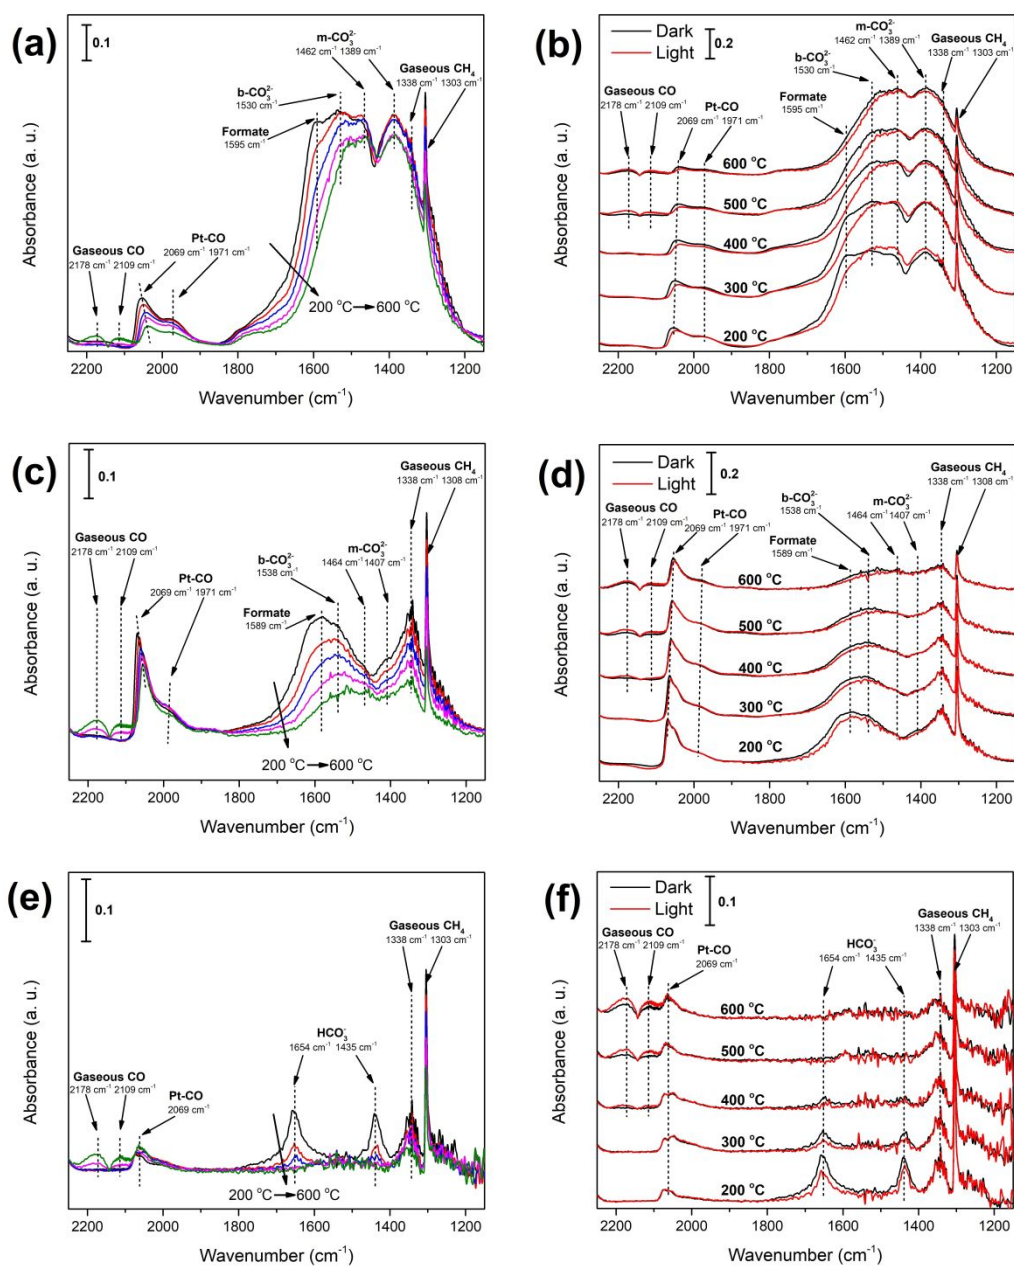 (a)
0.1
m-CO₃²⁻
1462 cm⁻¹ 1389 cm⁻¹
Gaseous CH₄
1338 cm⁻¹ 1303 cm⁻¹
b-CO₃²⁻
1530 cm⁻¹
Formate
1595 cm⁻¹
Gaseous CO
2178 cm⁻¹ 2109 cm⁻¹
Pt-CO
2069 cm⁻¹ 1971 cm⁻¹
200 °C→600 °C
Absorbance (a. u.)
2200 2000 1800 1600 1400 1200
Wavenumber (cm⁻¹)
(b)
Dark
Light
0.2
m-CO₃²⁻
1462 cm⁻¹ 1389 cm⁻¹
Gaseous CH₄
1338 cm⁻¹ 1303 cm⁻¹
b-CO₃²⁻
1530 cm⁻¹
Formate
1595 cm⁻¹
Gaseous CO
2178 cm⁻¹ 2109 cm⁻¹
Pt-CO
2069 cm⁻¹ 1971 cm⁻¹
600 °C
500 °C
400 °C
300 °C
200 °C
Absorbance (a. u.)
2200 2000 1800 1600 1400 1200
Wavenumber (cm⁻¹)
(c)
0.1
Gaseous CH₄
1338 cm⁻¹ 1308 cm⁻¹
Gaseous CO
2178 cm⁻¹ 2109 cm⁻¹
m-CO₃²⁻
1464 cm⁻¹ 1407 cm⁻¹
b-CO₃²⁻
1538 cm⁻¹
Pt-CO
2069 cm⁻¹ 1971 cm⁻¹
Formate
1589 cm⁻¹
200 °C→600 °C
Absorbance (a. u.)
2200 2000 1800 1600 1400 1200
Wavenumber (cm⁻¹)
(d)
Dark
Light
0.2
Gaseous CH₄
1338 cm⁻¹ 1308 cm⁻¹
Gaseous CO
2178 cm⁻¹ 2109 cm⁻¹
b-CO₃²⁻
1538 cm⁻¹
m-CO₃²⁻
1464 cm⁻¹ 1407 cm⁻¹
Pt-CO
2069 cm⁻¹ 1971 cm⁻¹
Formate
1589 cm⁻¹
600 °C
500 °C
400 °C
300 °C
200 °C
Absorbance (a. u.)
2200 2000 1800 1600 1400 1200
Wavenumber (cm⁻¹)
(e)
0.1
Gaseous CH₄
1338 cm⁻¹ 1303 cm⁻¹
HCO₃⁻
1654 cm⁻¹ 1435 cm⁻¹
Gaseous CO
2178 cm⁻¹ 2109 cm⁻¹
Pt-CO
2069 cm⁻¹
200 °C→600 °C
Absorbance (a. u.)
2200 2000 1800 1600 1400 1200
Wavenumber (cm⁻¹)
(f)
Dark
Light
0.1
Gaseous CH₄
1338 cm⁻¹ 1303 cm⁻¹
Gaseous CO
2178 cm⁻¹ 2109 cm⁻¹
Pt-CO
2069 cm⁻¹
HCO₃⁻
1654 cm⁻¹ 1435 cm⁻¹
600 °C
500 °C
400 °C
300 °C
200 °C
Absorbance (a. u.)
2200 2000 1800 1600 1400 1200
Wavenumber (cm⁻¹)